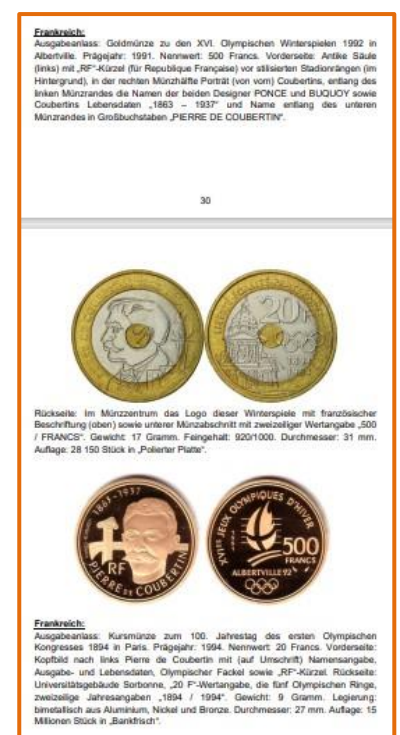 Frankreich:
Ausgabeanlass: Goldmünze zu den XVI. Olympischen Winterspielen 1992 in
Albertville. Prägejahr: 1991. Nennwert: 500 Francs. Vorderseite: Antike Säule
(links) mit „RF“-Kürzel (für Republique Française) vor stilisierten Stadionrängen (im
Hintergrund), in der rechten Münzhälfte Porträt (von vorn) Coubertins, entlang des
linken Münzrandes die Namen der beiden Designer PONCE und BUQUOY sowie
Coubertins Lebensdaten „1863 – 1937“ und Name entlang des unteren
Münzrandes in Großbuchstaben „PIERRE DE COUBERTIN“.
30
20F
Rückseite: Im Münzzentrum das Logo dieser Winterspiele mit französischer
Beschriftung (oben) sowie unterer Münzabschnitt mit zweizeiliger Wertangabe „500
/ FRANCS“. Gewicht: 17 Gramm. Feingehalt: 920/1000. Durchmesser: 31 mm.
Auflage: 28 150 Stück in „Polierter Platte“.
1863-1937
RF
PIERRE DE COUBERTIN
XVIES JEUX OLYMPIQUES D'HIVER
500
FRANCS
ALBERTVILLE 92
Frankreich:
Ausgabeanlass: Kursmünze zum 100. Jahrestag des ersten Olympischen
Kongresses 1894 in Paris. Prägejahr: 1994. Nennwert: 20 Francs. Vorderseite:
Kopfbild nach links Pierre de Coubertin mit (auf Umschrift) Namensangabe,
Ausgabe- und Lebensdaten, Olympischer Fackel sowie „RF“-Kürzel. Rückseite:
Universitätsgebäude Sorbonne, „20 F“-Wertangabe, die fünf Olympischen Ringe,
zweizeilige Jahresangaben „1894 / 1994“. Gewicht: 9 Gramm. Legierung:
bimetallisch aus Aluminium, Nickel und Bronze. Durchmesser: 27 mm. Auflage: 15
Millionen Stück in „Bankfrisch“.